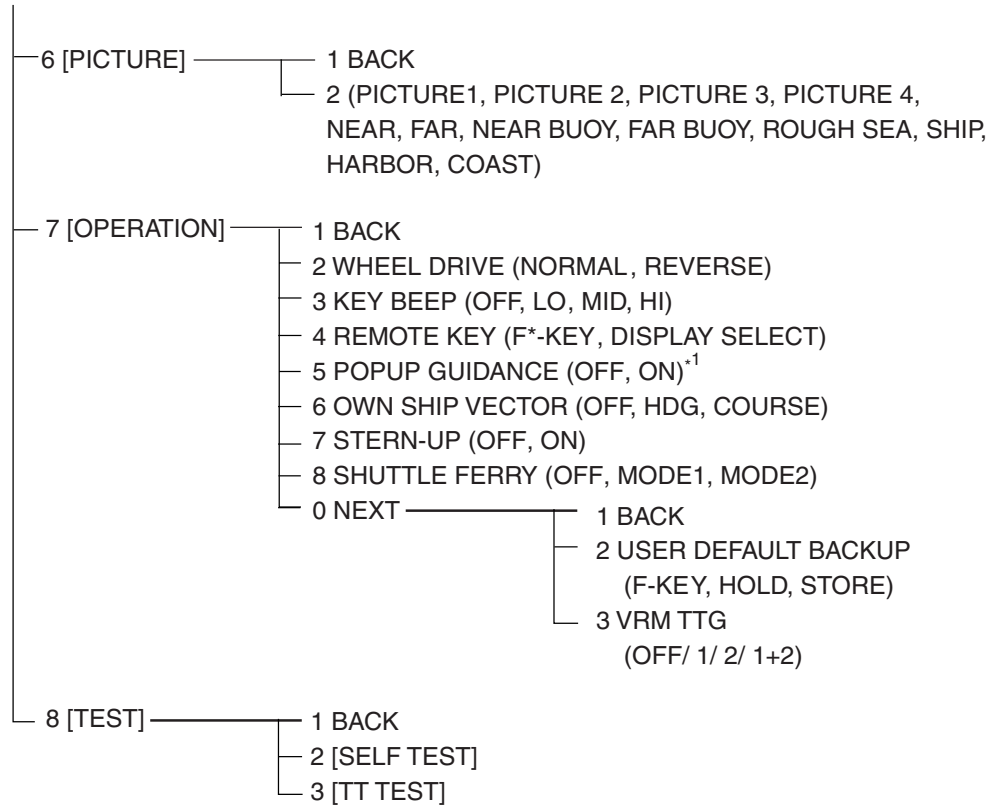 6 [PICTURE]
1 BACK
2 (PICTURE1, PICTURE 2, PICTURE 3, PICTURE 4,
NEAR, FAR, NEAR BUOY, FAR BUOY, ROUGH SEA, SHIP,
HARBOR, COAST)
7 [OPERATION]
1 BACK
2 WHEEL DRIVE (NORMAL, REVERSE)
3 KEY BEEP (OFF, LO, MID, HI)
4 REMOTE KEY (F*-KEY, DISPLAY SELECT)
5 POPUP GUIDANCE (OFF, ON)*1
6 OWN SHIP VECTOR (OFF, HDG, COURSE)
7 STERN-UP (OFF, ON)
8 SHUTTLE FERRY (OFF, MODE1, MODE2)
0 NEXT
1 BACK
2 USER DEFAULT BACKUP
(F-KEY, HOLD, STORE)
3 VRM TTG
(OFF/ 1/ 2/ 1+2)
8 [TEST]
1 BACK
2 [SELF TEST]
3 [TT TEST]